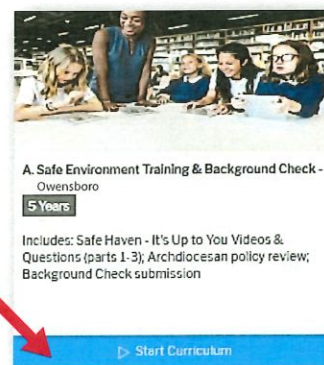 A. Safe Environment Training & Background Check -
Owensboro
5 Years
Includes: Safe Haven - It's Up to You Videos &
Questions (parts 1-3); Archdiocesan policy review;
Background Check submission
Start Curriculum